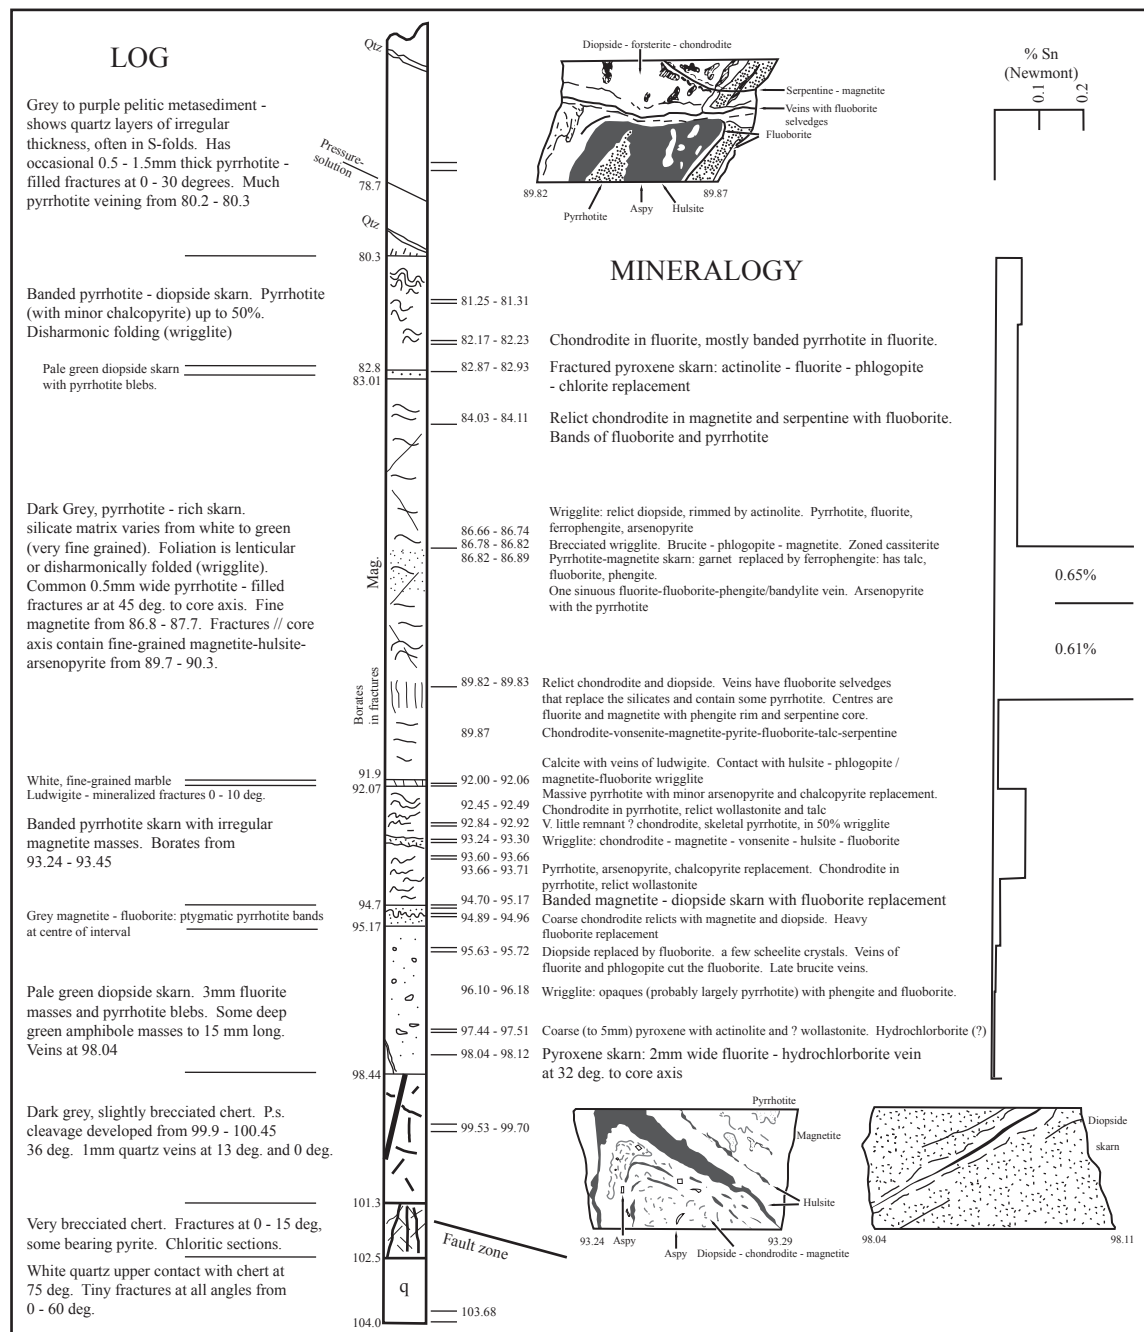 LOG
Grey to purple pelitic metasediment -
shows quartz layers of irregular
thickness, often in S-folds. Has
occasional 0.5 - 1.5mm thick pyrrhotite -
filled fractures at 0 - 30 degrees. Much
pyrrhotite veining from 80.2 - 80.3
Banded pyrrhotite - diopside skarn. Pyrrhotite
(with minor chalcopyrite) up to 50%.
Disharmonic folding (wrigglite)
Pale green diopside skarn
with pyrrhotite blebs.
Dark Grey, pyrrhotite - rich skarn.
silicate matrix varies from white to green
(very fine grained). Foliation is lenticular
or disharmonically folded (wrigglite).
Common 0.5mm wide pyrrhotite - filled
fractures ar at 45 deg. to core axis. Fine
magnetite from 86.8 - 87.7. Fractures // core
axis contain fine-grained magnetite-hulsite-
arsenopyrite from 89.7 - 90.3.
White, fine-grained marble
Ludwigite - mineralized fractures 0 - 10 deg.
Banded pyrrhotite skarn with irregular
magnetite masses. Borates from
93.24 - 93.45
Grey magnetite - fluoborite: ptygmatic pyrrhotite bands
at centre of interval
Pale green diopside skarn. 3mm fluorite
masses and pyrrhotite blebs. Some deep
green amphibole masses to 15 mm long.
Veins at 98.04
Dark grey, slightly brecciated chert. P.s.
cleavage developed from 99.9 - 100.45
36 deg. 1mm quartz veins at 13 deg. and 0 deg.
Very brecciated chert. Fractures at 0 - 15 deg,
some bearing pyrite. Chloritic sections.
White quartz upper contact with chert at
75 deg. Tiny fractures at all angles from
0 - 60 deg.
Qtz
Pressure-
solution
78.7
Qtz
80.3
82.8
83.01
Mag.
Borates
in fractures
91.9
92.07
94.7
95.17
98.44
101.3
102.5
q
104.0
Fault zone
Diopside - forsterite - chondrodite
Serpentine - magnetite
Veins with fluoborite
selvedges
Fluoborite
89.82
89.87
Pyrrhotite
Aspy
Hulsite
% Sn
(Newmont)
0.1
0.2
MINERALOGY
81.25 - 81.31
82.17 - 82.23 Chondrodite in fluorite, mostly banded pyrrhotite in fluorite.
82.87 - 82.93 Fractured pyroxene skarn: actinolite - fluorite - phlogopite
- chlorite replacement
84.03 - 84.11 Relict chondrodite in magnetite and serpentine with fluoborite.
Bands of fluoborite and pyrrhotite
Wrigglite: relict diopside, rimmed by actinolite. Pyrrhotite, fluorite,
86.66 - 86.74 ferrophengite, arsenopyrite
86.78 - 86.82 Brecciated wrigglite. Brucite - phlogopite - magnetite. Zoned cassiterite
86.82 - 86.89 Pyrrhotite-magnetite skarn: garnet replaced by ferrophengite: has talc,
fluoborite, phengite.
One sinuous fluorite-fluoborite-phengite/bandylite vein. Arsenopyrite
with the pyrrhotite
0.65%
0.61%
89.82 - 89.83 Relict chondrodite and diopside. Veins have fluoborite selvedges
that replace the silicates and contain some pyrrhotite. Centres are
fluorite and magnetite with phengite rim and serpentine core.
89.87 Chondrodite-vonsenite-magnetite-pyrite-fluoborite-talc-serpentine
Calcite with veins of ludwigite. Contact with hulsite - phlogopite /
92.00 - 92.06 magnetite-fluoborite wrigglite
Massive pyrrhotite with minor arsenopyrite and chalcopyrite replacement.
92.45 - 92.49 Chondrodite in pyrrhotite, relict wollastonite and talc
92.84 - 92.92 V. little remnant ? chondrodite, skeletal pyrrhotite, in 50% wrigglite
93.24 - 93.30 Wrigglite: chondrodite - magnetite - vonsenite - hulsite - fluoborite
93.60 - 93.66
93.66 - 93.71 Pyrrhotite, arsenopyrite, chalcopyrite replacement. Chondrodite in
pyrrhotite, relict wollastonite
94.70 - 95.17 Banded magnetite - diopside skarn with fluoborite replacement
94.89 - 94.96 Coarse chondrodite relicts with magnetite and diopside. Heavy
fluoborite replacement
95.63 - 95.72 Diopside replaced by fluoborite. a few scheelite crystals. Veins of
fluorite and phlogopite cut the fluoborite. Late brucite veins.
96.10 - 96.18 Wrigglite: opaques (probably largely pyrrhotite) with phengite and fluoborite.
97.44 - 97.51 Coarse (to 5mm) pyroxene with actinolite and ? wollastonite. Hydrochlborite (?)
98.04 - 98.12 Pyroxene skarn: 2mm wide fluorite - hydrochlorborite vein
at 32 deg. to core axis
99.53 - 99.70
103.68
Pyrrhotite
Magnetite
Hulsite
93.24
Aspy
Aspy
Diopside - chondrodite - magnetite
93.29
Diopside
skarn
98.04
98.11